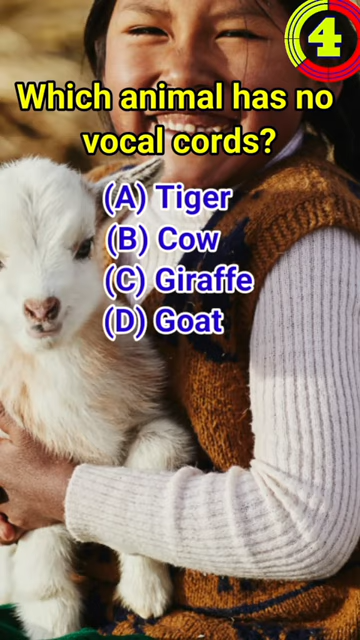 4
Which animal has no
vocal cords?
(A) Tiger
(B) Cow
(C) Giraffe
(D) Goat